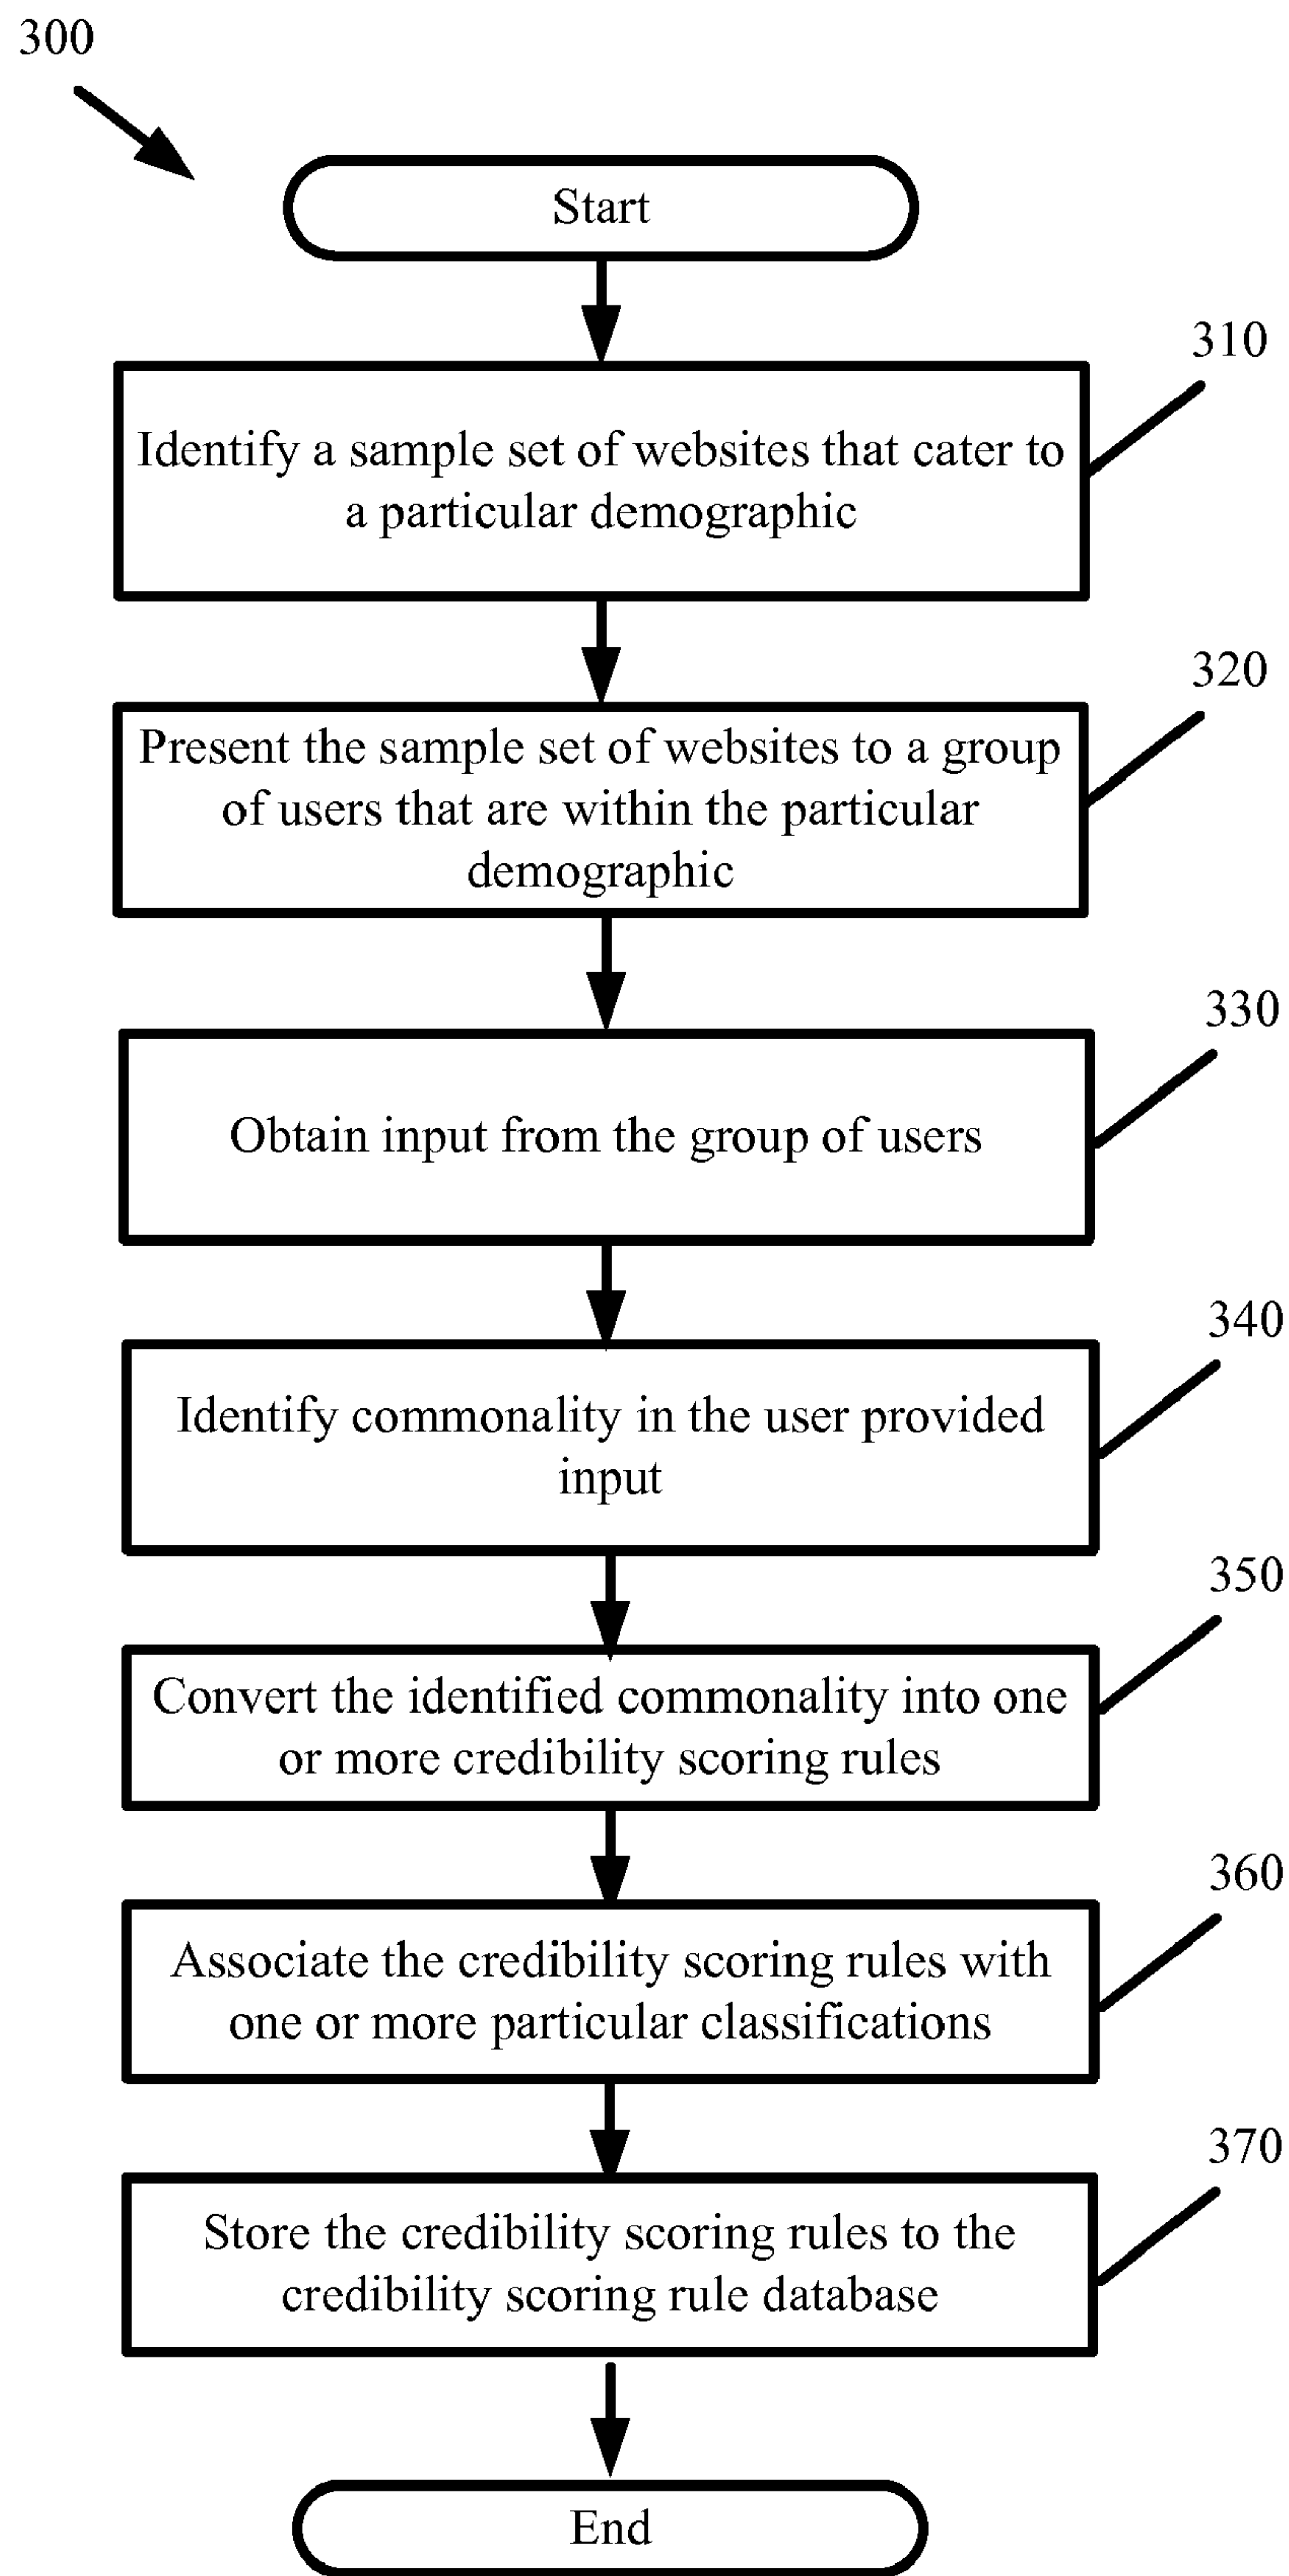 300
Start
310
Identify a sample set of websites that cater to
a particular demographic
320
Present the sample set of websites to a group
of users that are within the particular
demographic
330
Obtain input from the group of users
340
Identify commonality in the user provided
input
350
Convert the identified commonality into one
or more credibility scoring rules
360
Associate the credibility scoring rules with
one or more particular classifications
370
Store the credibility scoring rules to the
credibility scoring rule database
End